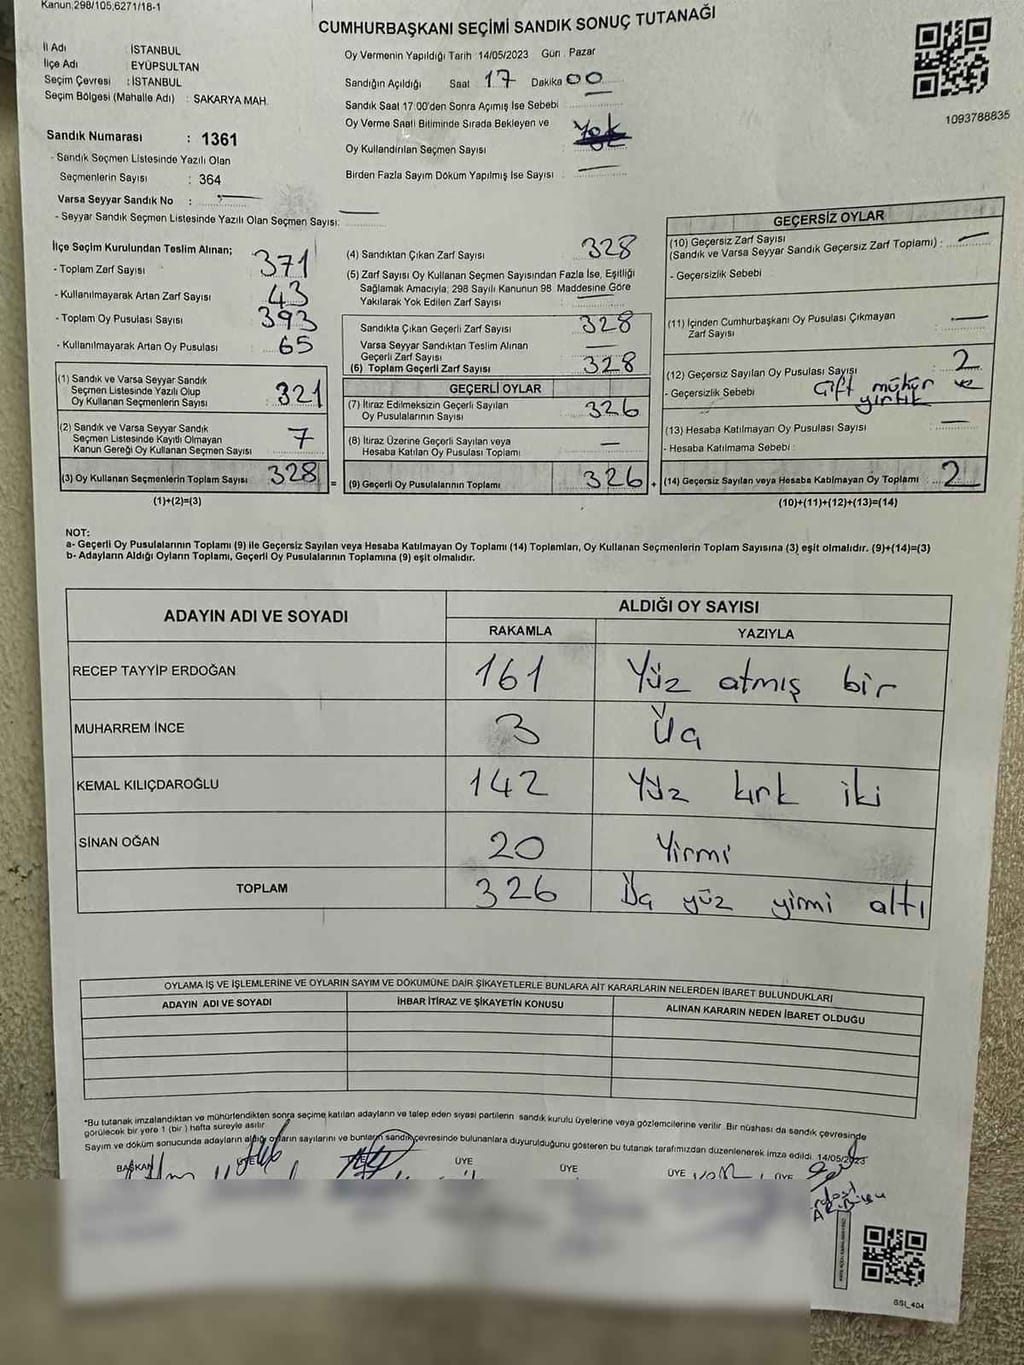 Kanun,298/105,6271/18-1
CUMHURBAŞKANI SEÇİMİ SANDIK SONUÇ TUTANAĞI
1093788835
İl Adı İSTANBUL
İlçe Adı EYÜPSULTAN
Seçim Çevresi : İSTANBUL
Seçim Bölgesi (Mahalle Adı) : SAKARYA MAH.
Oy Vermenin Yapıldığı Tarih 14/05/2023 Gün : Pazar
Sandığın Açıldığı Saat 17 Dakika 00
Sandık Saat 17:00'den Sonra Açımış İse Sebebi
Oy Verme Saati Bitiminde Sırada Bekleyen ve
Oy Kullandırılan Seçmen Sayısı
Birden Fazla Sayım Döküm Yapılmış İse Sayısı :
Sandık Numarası : 1361
- Sandık Seçmen Listesinde Yazılı Olan
Seçmenlerin Sayısı : 364
Varsa Seyyar Sandık No :
- Seyyar Sandık Seçmen Listesinde Yazılı Olan Seçmen Sayısı:
İlçe Seçim Kurulundan Teslim Alınan;
- Toplam Zarf Sayısı 371
- Kullanılmayarak Artan Zarf Sayısı 43
- Toplam Oy Pusulası Sayısı 393
- Kullanılmayarak Artan Oy Pusulası 65
(1) Sandık ve Varsa Seyyar Sandık
Seçmen Listesinde Yazılı Olup
Oy Kullanan Seçmenlerin Sayısı 321
(2) Sandık ve Varsa Seyyar Sandık
Seçmen Listesinde Kayıtlı Olmayan
Kanun Gereği Oy Kullanan Seçmen Sayısı 7
(3) Oy Kullanan Seçmenlerin Toplam Sayısı 328 =
(1)+(2)=(3)
(4) Sandıktan Çıkan Zarf Sayısı 328
(5) Zarf Sayısı Oy Kullanan Seçmen Sayısından Fazla İse, Eşitliği
Sağlamak Amacıyla, 298 Sayılı Kanunun 98. Maddesine Göre
Yakılarak Yok Edilen Zarf Sayısı
Sandıkta Çıkan Geçerli Zarf Sayısı 328
Varsa Seyyar Sandıktan Teslim Alınan
Geçerli Zarf Sayısı —
(6) Toplam Geçerli Zarf Sayısı 328
GEÇERLİ OYLAR
(7) İtiraz Edilmeksizin Geçerli Sayılan
Oy Pusulalarının Sayısı 326
(8) İtiraz Üzerine Geçerli Sayılan veya
Hesaba Katılan Oy Pusulası Toplamı —
(9) Geçerli Oy Pusulalarının Toplamı 326 +
GEÇERSİZ OYLAR
(10) Geçersiz Zarf Sayısı
(Sandık ve Varsa Seyyar Sandık Geçersiz Zarf Toplamı) : —
- Geçersizlik Sebebi
(11) İçinden Cumhurbaşkanı Oy Pusulası Çıkmayan
Zarf Sayısı —
(12) Geçersiz Sayılan Oy Pusulası Sayısı 2
- Geçersizlik Sebebi Çift mühür ve
yırtık
(13) Hesaba Katılmayan Oy Pusulası Sayısı —
- Hesaba Katılmama Sebebi :
(14) Geçersiz Sayılan veya Hesaba Katılmayan Oy Toplamı 2
(10)+(11)+(12)+(13)=(14)
NOT:
a- Geçerli Oy Pusulalarının Toplamı (9) ile Geçersiz Sayılan veya Hesaba Katılmayan Oy Toplamı (14) Toplamları, Oy Kullanan Seçmenlerin Toplam Sayısına (3) eşit olmalıdır. (9)+(14)=(3)
b- Adayların Aldığı Oyların Toplamı, Geçerli Oy Pusulalarının Toplamına (9) eşit olmalıdır.
ADAYIN ADI VE SOYADI ALDIĞI OY SAYISI
RAKAMLA YAZIYLA
RECEP TAYYİP ERDOĞAN 161 Yüz atmış bir
MUHARREM İNCE 3 Üç
KEMAL KILIÇDAROĞLU 142 Yüz kırk iki
SİNAN OĞAN 20 Yirmi
TOPLAM 326 Üç yüz yirmi altı
OYLAMA İŞ VE İŞLEMLERİNE VE OYLARIN SAYIM VE DÖKÜMÜNE DAİR ŞİKAYETLERLE BUNLARA AİT KARARLARIN NELERDEN İBARET BULUNDUKLARI
ADAYIN ADI VE SOYADI İHBAR İTİRAZ VE ŞİKAYETİN KONUSU ALINAN KARARIN NEDEN İBARET OLDUĞU
*Bu tutanak imzalandıktan ve mühürlendikten sonra seçime katılan adayların ve talep eden siyasi partilerin sandık kurulu üyelerine veya gözlemcilerine verilir. Bir nüshası da sandık çevresinde
görülecek bir yere 1 (bir) hafta süreyle asılır.
Sayım ve döküm sonucunda adayların aldığı oyların sayılarını ve bunların sandık çevresinde bulunanlara duyurulduğunu gösteren bu tutanak tarafımızdan düzenlenerek imza edildi. 14/05/2023
BAŞKAN ÜYE ÜYE ÜYE ÜYE ÜYE
SSI_404